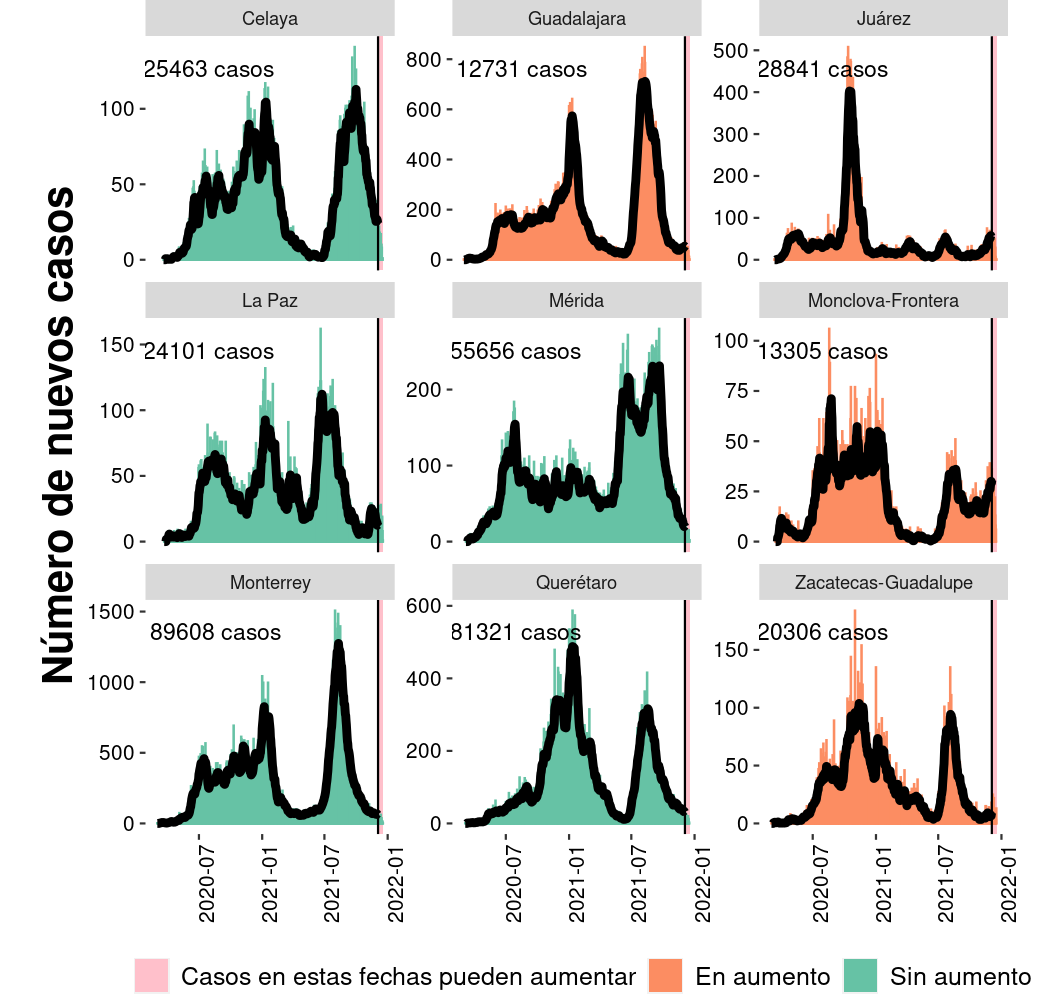 Número de nuevos casos
Celaya
25463 casos
100
50
0
Guadalajara
12731 casos
800
600
400
200
0
Juárez
28841 casos
500
400
300
200
100
0
La Paz
24101 casos
150
100
50
0
Mérida
55656 casos
200
100
0
Monclova-Frontera
13305 casos
100
75
50
25
0
Monterrey
89608 casos
1500
1000
500
0
2020-07
2021-01
2021-07
2022-01
Querétaro
81321 casos
600
400
200
0
2020-07
2021-01
2021-07
2022-01
Zacatecas-Guadalupe
20306 casos
150
100
50
0
2020-07
2021-01
2021-07
2022-01
Casos en estas fechas pueden aumentar
En aumento
Sin aumento